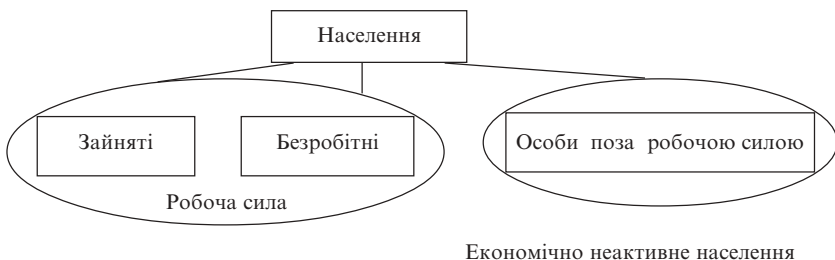 Населення
Зайняті
Безробітні
Особи поза робочою силою
Робоча сила
Економічно неактивне населення